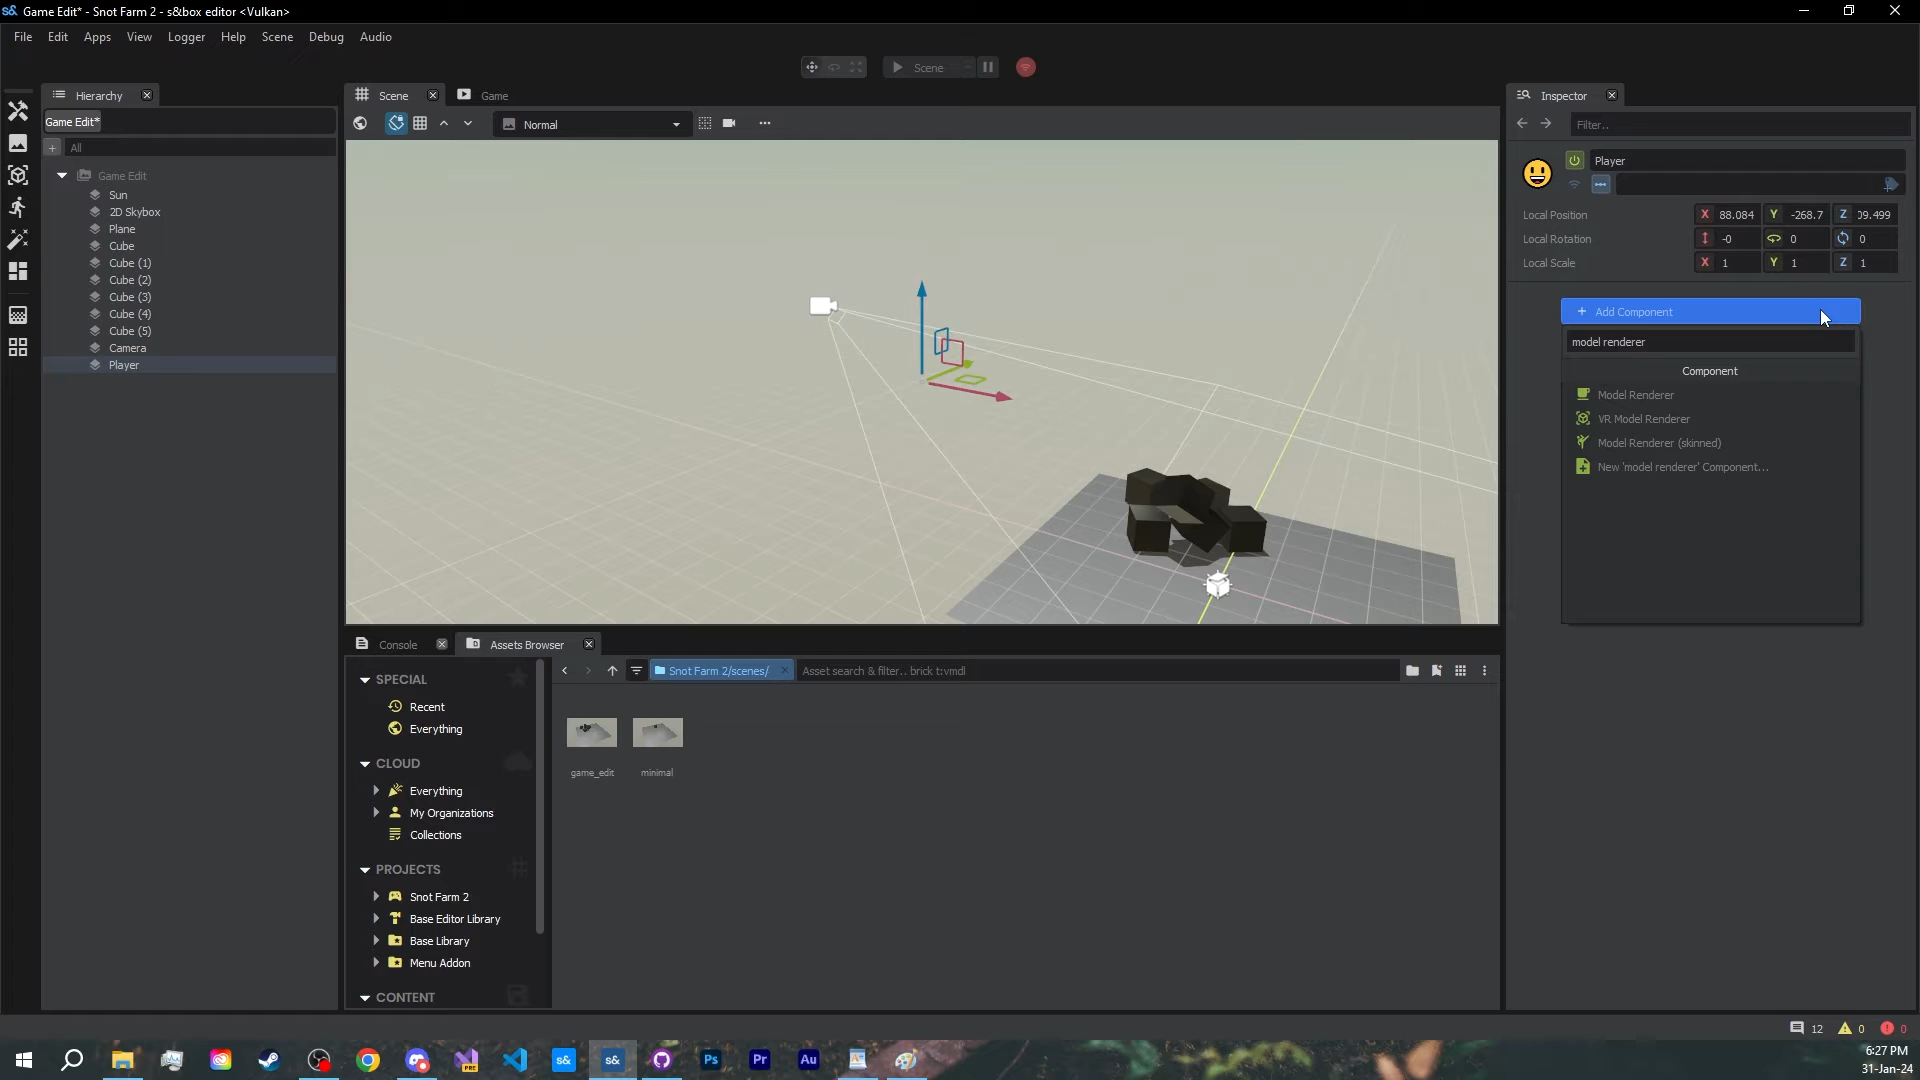 s& Game Edit* - Snot Farm 2 - s&box editor <Vulkan>
File Edit Apps View Logger Help Scene Debug Audio
Scene
Hierarchy
Scene Game
Inspector
Game Edit*
Normal
Filter..
+ All
Game Edit
Sun
2D Skybox
Plane
Cube
Cube (1)
Cube (2)
Cube (3)
Cube (4)
Cube (5)
Camera
Player
Player
Local Position X 88.084 Y -268.7 Z 09.499
Local Rotation -0 0 0
Local Scale X 1 Y 1 Z 1
+ Add Component
model renderer
Component
Model Renderer
VR Model Renderer
Model Renderer (skinned)
New 'model renderer' Component...
Console Assets Browser
Snot Farm 2/scenes/ Asset search & filter.. brick t:vmdl
SPECIAL
Recent
Everything
CLOUD
Everything
My Organizations
Collections
PROJECTS
Snot Farm 2
Base Editor Library
Base Library
Menu Addon
CONTENT
game_edit minimal
12 0 0
PRE s& s& Ps Pr Au
6:27 PM
31-Jan-24